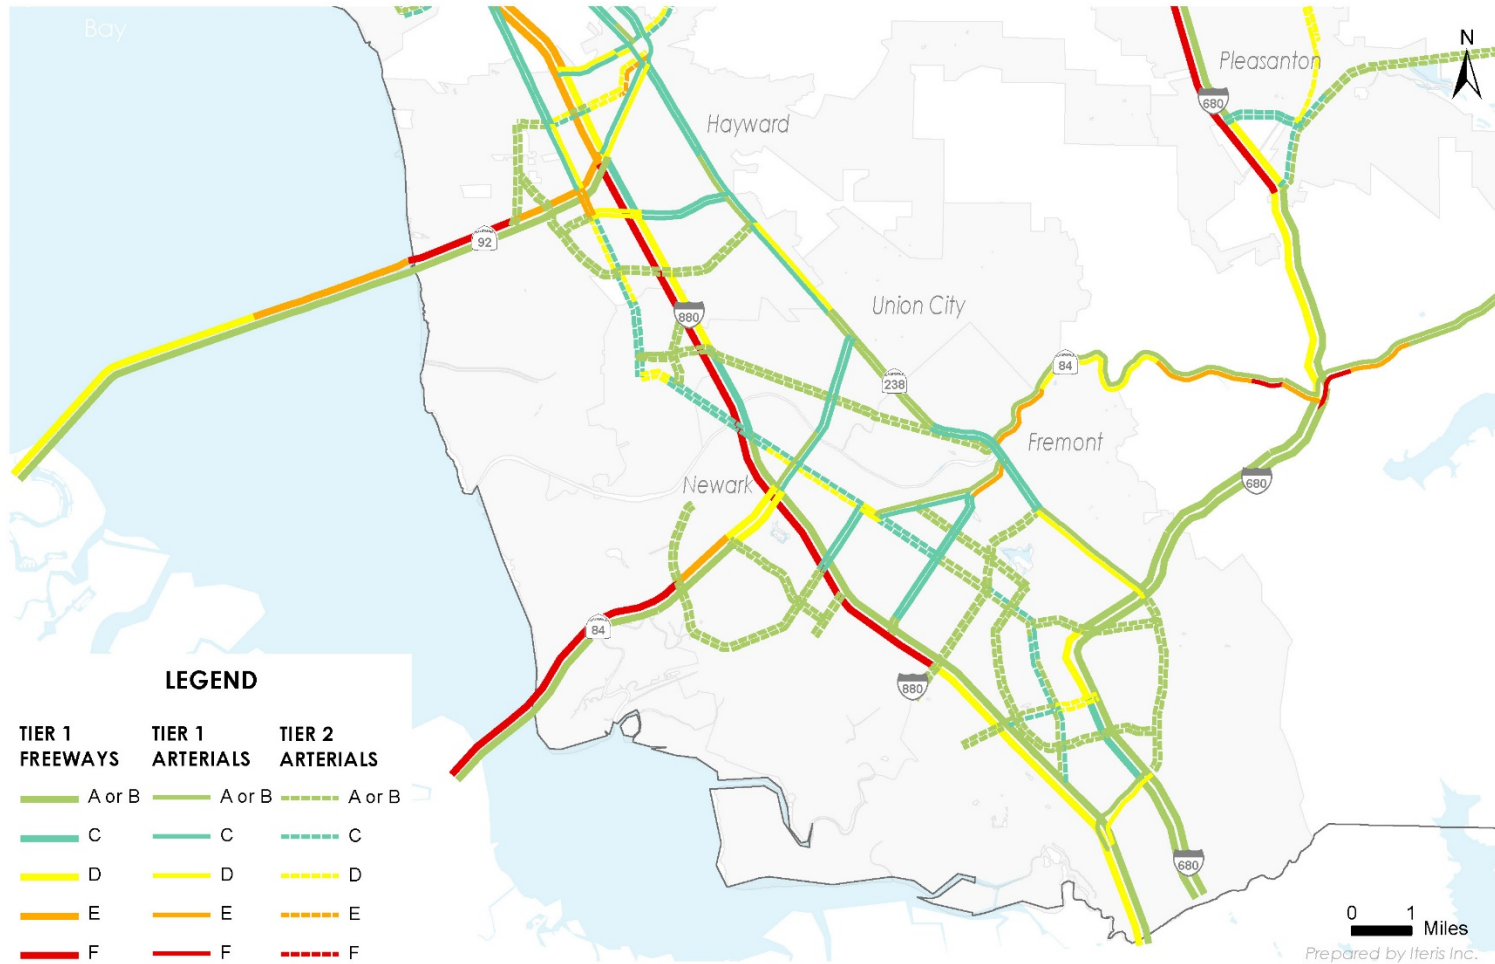 Bay
N
Pleasanton
680
Hayward
92
880
Union City
238
84
Fremont
680
Newark
84
880
680
LEGEND
TIER 1 FREEWAYS
TIER 1 ARTERIALS
TIER 2 ARTERIALS
A or B A or B A or B
C C C
D D D
E E E
F F F
0 1
Miles
Prepared by Iteris Inc.